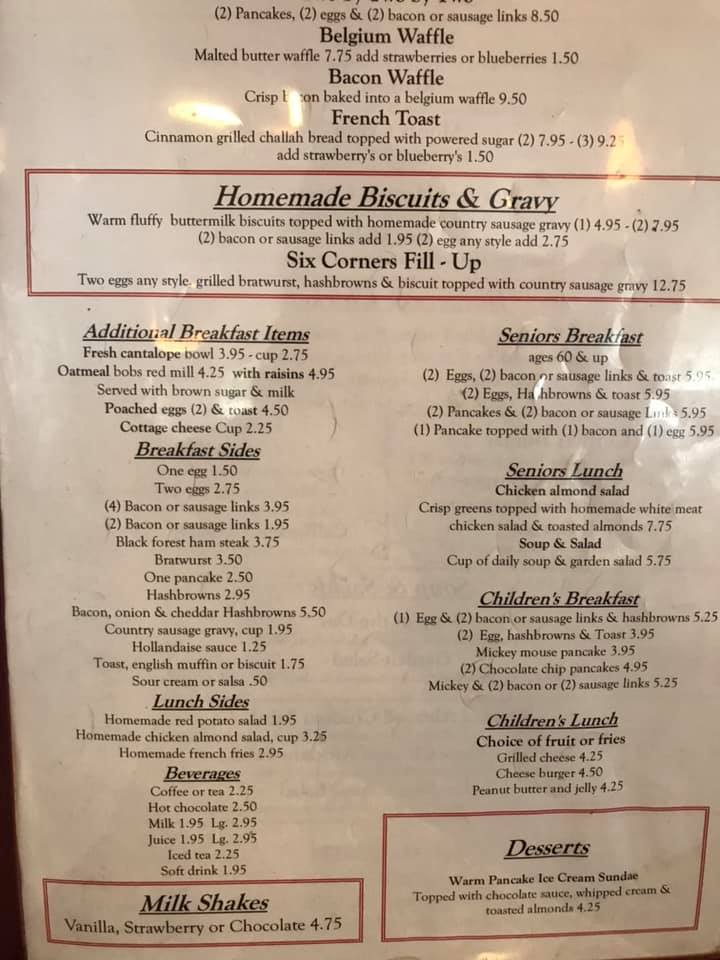 (2) Pancakes, (2) eggs & (2) bacon or sausage links 8.50
Belgium Waffle
Malted butter waffle 7.75 add strawberries or blueberries 1.50
Bacon Waffle
Crisp bacon baked into a belgium waffle 9.50
French Toast
Cinnamon grilled challah bread topped with powered sugar (2) 7.95 - (3) 9.25
add strawberry's or blueberry's 1.50
Homemade Biscuits & Gravy
Warm fluffy buttermilk biscuits topped with homemade country sausage gravy (1) 4.95 - (2) 7.95
(2) bacon or sausage links add 1.95 (2) egg any style add 2.75
Six Corners Fill - Up
Two eggs any style, grilled bratwurst, hashbrowns & biscuit topped with country sausage gravy 12.75
Additional Breakfast Items
Fresh cantalope bowl 3.95 - cup 2.75
Oatmeal bobs red mill 4.25 with raisins 4.95
Served with brown sugar & milk
Poached eggs (2) & toast 4.50
Cottage cheese Cup 2.25
Breakfast Sides
One egg 1.50
Two eggs 2.75
(4) Bacon or sausage links 3.95
(2) Bacon or sausage links 1.95
Black forest ham steak 3.75
Bratwurst 3.50
One pancake 2.50
Hashbrowns 2.95
Bacon, onion & cheddar Hashbrowns 5.50
Country sausage gravy, cup 1.95
Hollandaise sauce 1.25
Toast, english muffin or biscuit 1.75
Sour cream or salsa .50
Lunch Sides
Homemade red potato salad 1.95
Homemade chicken almond salad, cup 3.25
Homemade french fries 2.95
Beverages
Coffee or tea 2.25
Hot chocolate 2.50
Milk 1.95 Lg. 2.95
Juice 1.95 Lg. 2.95
Iced tea 2.25
Soft drink 1.95
Milk Shakes
Vanilla, Strawberry or Chocolate 4.75
Seniors Breakfast
ages 60 & up
(2) Eggs, (2) bacon or sausage links & toast 5.95
(2) Eggs, Hashbrowns & toast 5.95
(2) Pancakes & (2) bacon or sausage Links 5.95
(1) Pancake topped with (1) bacon and (1) egg 5.95
Seniors Lunch
Chicken almond salad
Crisp greens topped with homemade white meat
chicken salad & toasted almonds 7.75
Soup & Salad
Cup of daily soup & garden salad 5.75
Children's Breakfast
(1) Egg & (2) bacon or sausage links & hashbrowns 5.25
(2) Egg, hashbrowns & Toast 3.95
Mickey mouse pancake 3.95
(2) Chocolate chip pancakes 4.95
Mickey & (2) bacon or (2) sausage links 5.25
Children's Lunch
Choice of fruit or fries
Grilled cheese 4.25
Cheese burger 4.50
Peanut butter and jelly 4.25
Desserts
Warm Pancake Ice Cream Sundae
Topped with chocolate sauce, whipped cream &
toasted almonds 4.25